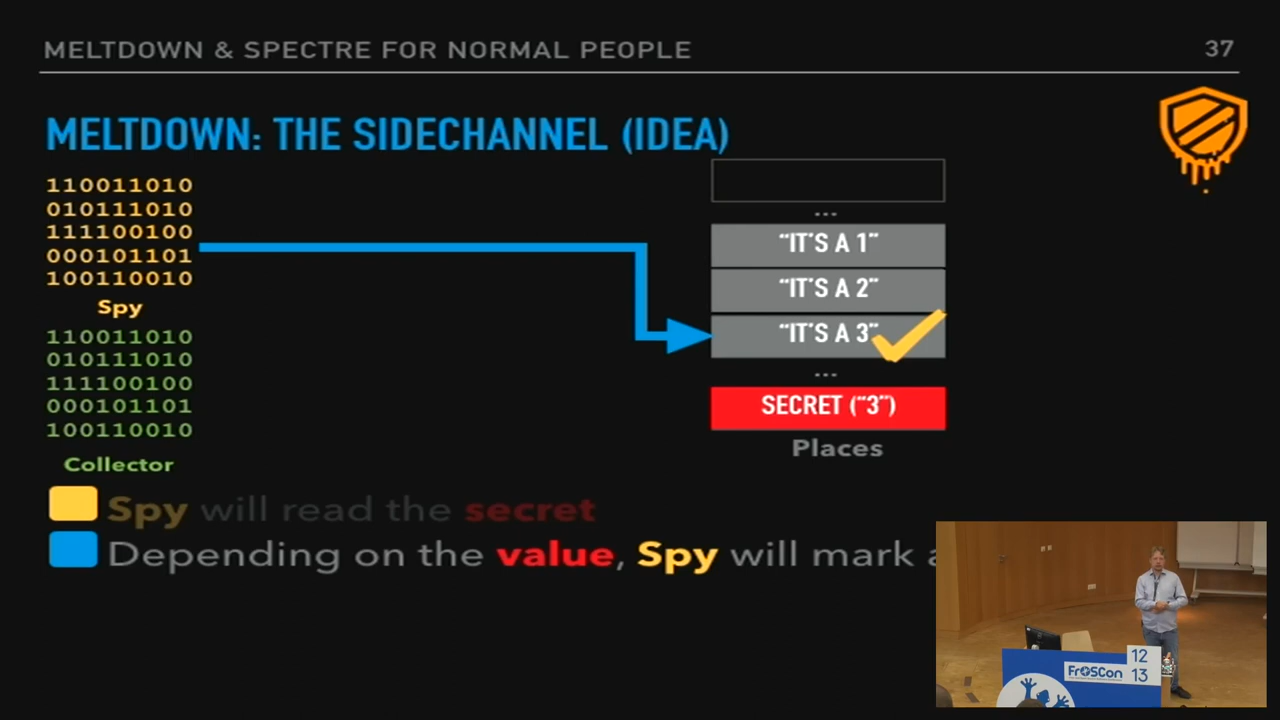 MELTDOWN & SPECTRE FOR NORMAL PEOPLE
37
MELTDOWN: THE SIDECHANNEL (IDEA)
110011010
010111010
111100100
000101101
100110010
Spy
110011010
010111010
111100100
000101101
100110010
Collector
...
“IT’S A 1”
“IT’S A 2”
“IT’S A 3”
...
SECRET (“3”)
Places
Spy will read the secret
Depending on the value, Spy will mark a
FrOSCon
12
13